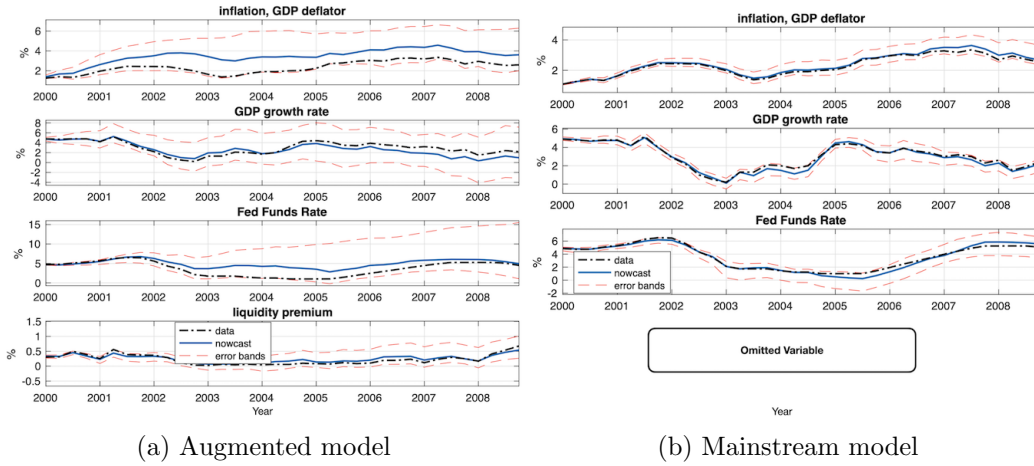 inflation, GDP deflator
%
6
4
2
2000 2001 2002 2003 2004 2005 2006 2007 2008
GDP growth rate
%
8
6
4
2
0
-2
-4
2000 2001 2002 2003 2004 2005 2006 2007 2008
Fed Funds Rate
%
15
10
5
0
2000 2001 2002 2003 2004 2005 2006 2007 2008
liquidity premium
%
1.5
1
0.5
0
-0.5
data
nowcast
error bands
2000 2001 2002 2003 2004 2005 2006 2007 2008
Year
(a) Augmented model
inflation, GDP deflator
%
4
2
0
2000 2001 2002 2003 2004 2005 2006 2007 2008
GDP growth rate
%
6
4
2
0
2000 2001 2002 2003 2004 2005 2006 2007 2008
Fed Funds Rate
%
6
4
2
0
-2
data
nowcast
error bands
2000 2001 2002 2003 2004 2005 2006 2007 2008
Omitted Variable
Year
(b) Mainstream model